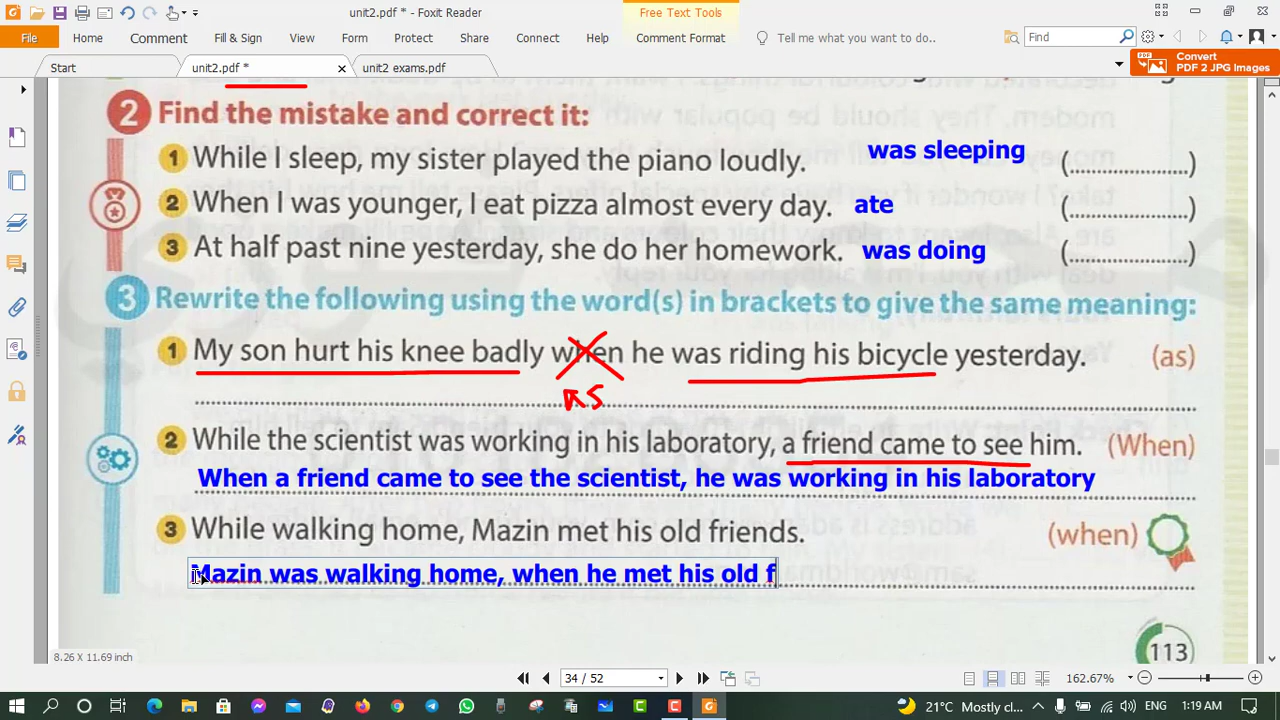 unit2.pdf * - Foxit Reader
Free Text Tools
File Home Comment Fill & Sign View Form Protect Share Connect Help Comment Format Tell me what you want to do... Find
Start unit2.pdf * unit2 exams.pdf Convert
PDF 2 JPG Images
2 Find the mistake and correct it:
1 While I sleep, my sister played the piano loudly. was sleeping (..................)
2 When I was younger, I eat pizza almost every day. ate (..................)
3 At half past nine yesterday, she do her homework. was doing (..................)
3 Rewrite the following using the word(s) in brackets to give the same meaning:
1 My son hurt his knee badly when he was riding his bicycle yesterday. (as)
as
2 While the scientist was working in his laboratory, a friend came to see him. (When)
When a friend came to see the scientist, he was working in his laboratory
3 While walking home, Mazin met his old friends. (when)
Mazin was walking home, when he met his old f
113
8.26 x 11.69 inch
34 / 52 162.67%
21°C Mostly cl... ENG 1:19 AM